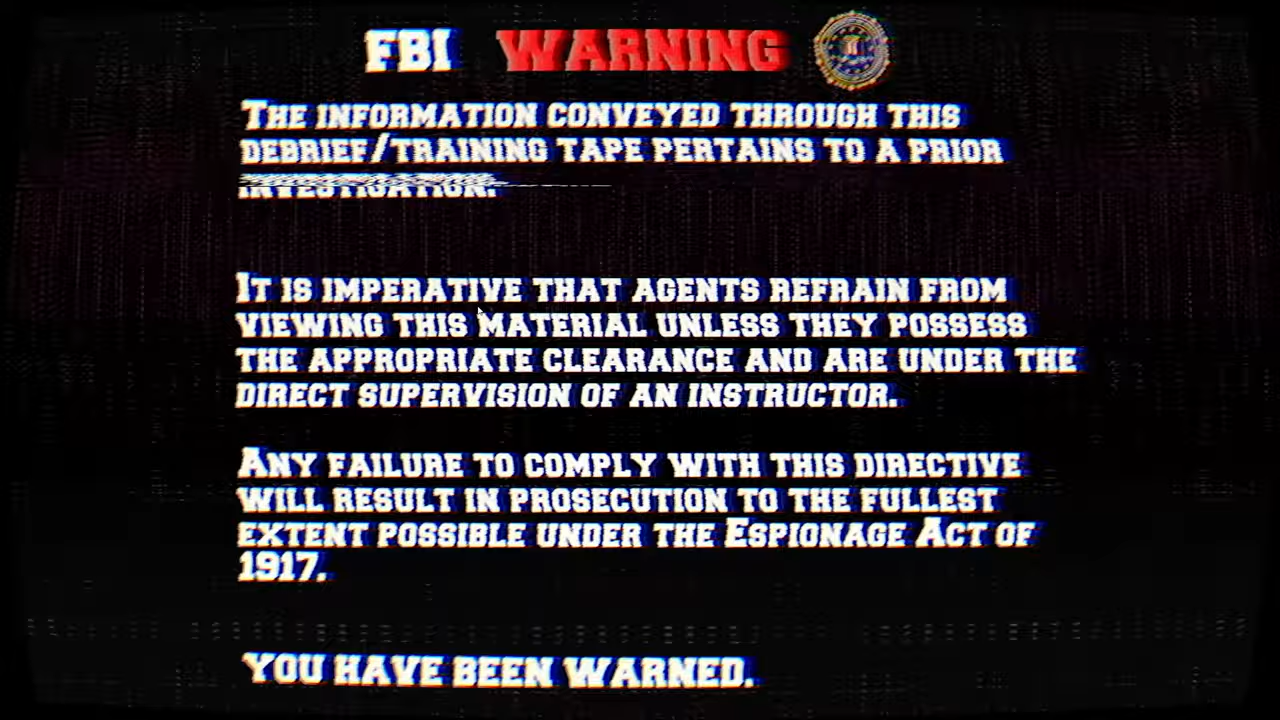 FBI WARNING
THE INFORMATION CONVEYED THROUGH THIS
DEBRIEF/TRAINING TAPE PERTAINS TO A PRIOR
INVESTIGATION.
IT IS IMPERATIVE THAT AGENTS REFRAIN FROM
VIEWING THIS MATERIAL UNLESS THEY POSSESS
THE APPROPRIATE CLEARANCE AND ARE UNDER THE
DIRECT SUPERVISION OF AN INSTRUCTOR.
ANY FAILURE TO COMPLY WITH THIS DIRECTIVE
WILL RESULT IN PROSECUTION TO THE FULLEST
EXTENT POSSIBLE UNDER THE ESPIONAGE ACT OF
1917.
YOU HAVE BEEN WARNED.